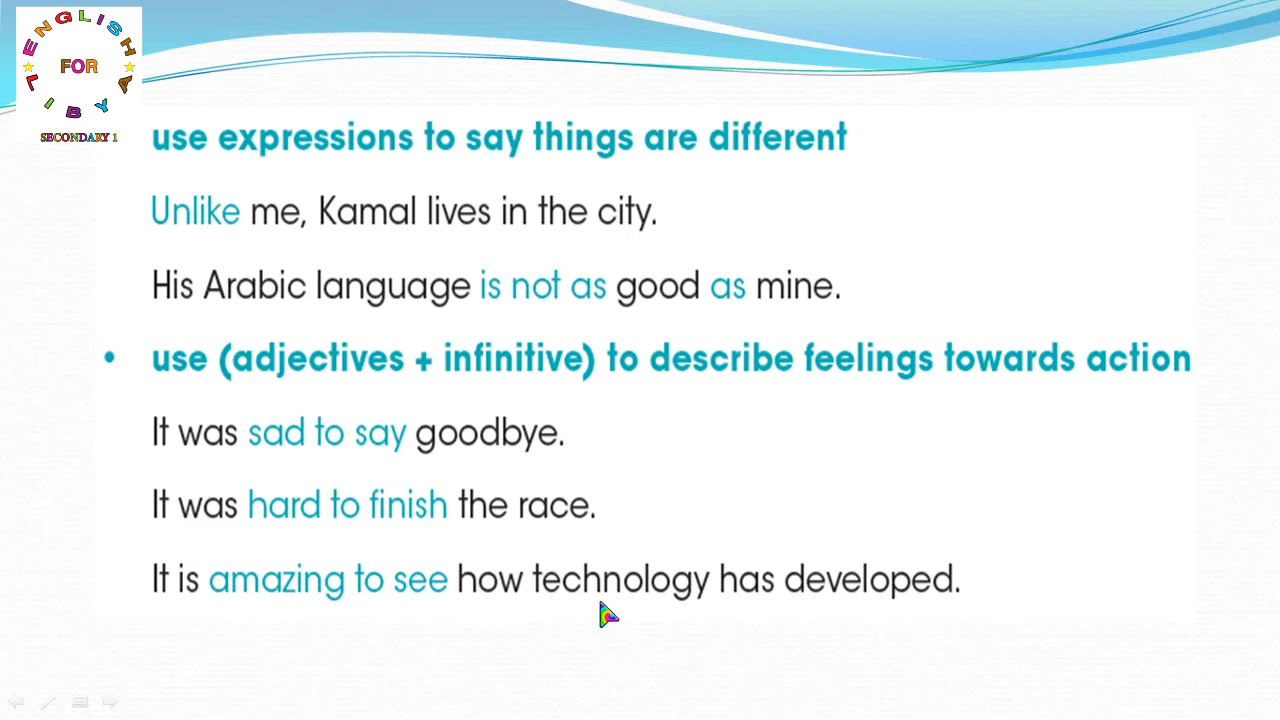 ENGLISH
FOR
LIBYA
SECONDARY 1
use expressions to say things are different
Unlike me, Kamal lives in the city.
His Arabic language is not as good as mine.
• use (adjectives + infinitive) to describe feelings towards action
It was sad to say goodbye.
It was hard to finish the race.
It is amazing to see how technology has developed.